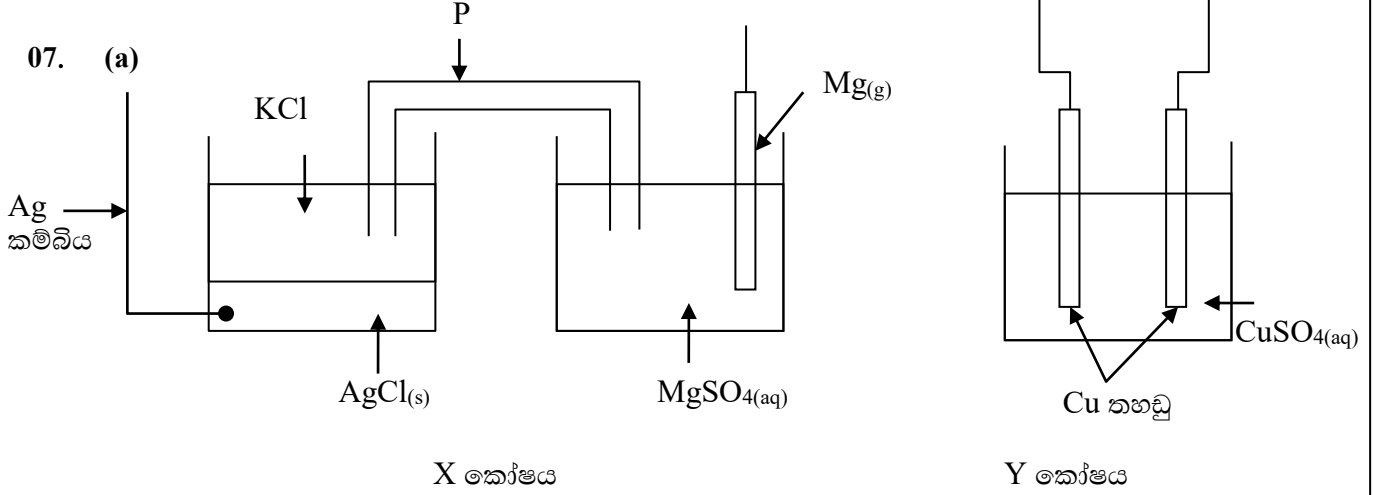 P
07. (a)
KCl
Mg(g)
Ag
කම්බිය
AgCl(s)
MgSO4(aq)
CuSO4(aq)
Cu තහඩු
X කෝෂය
Y කෝෂය